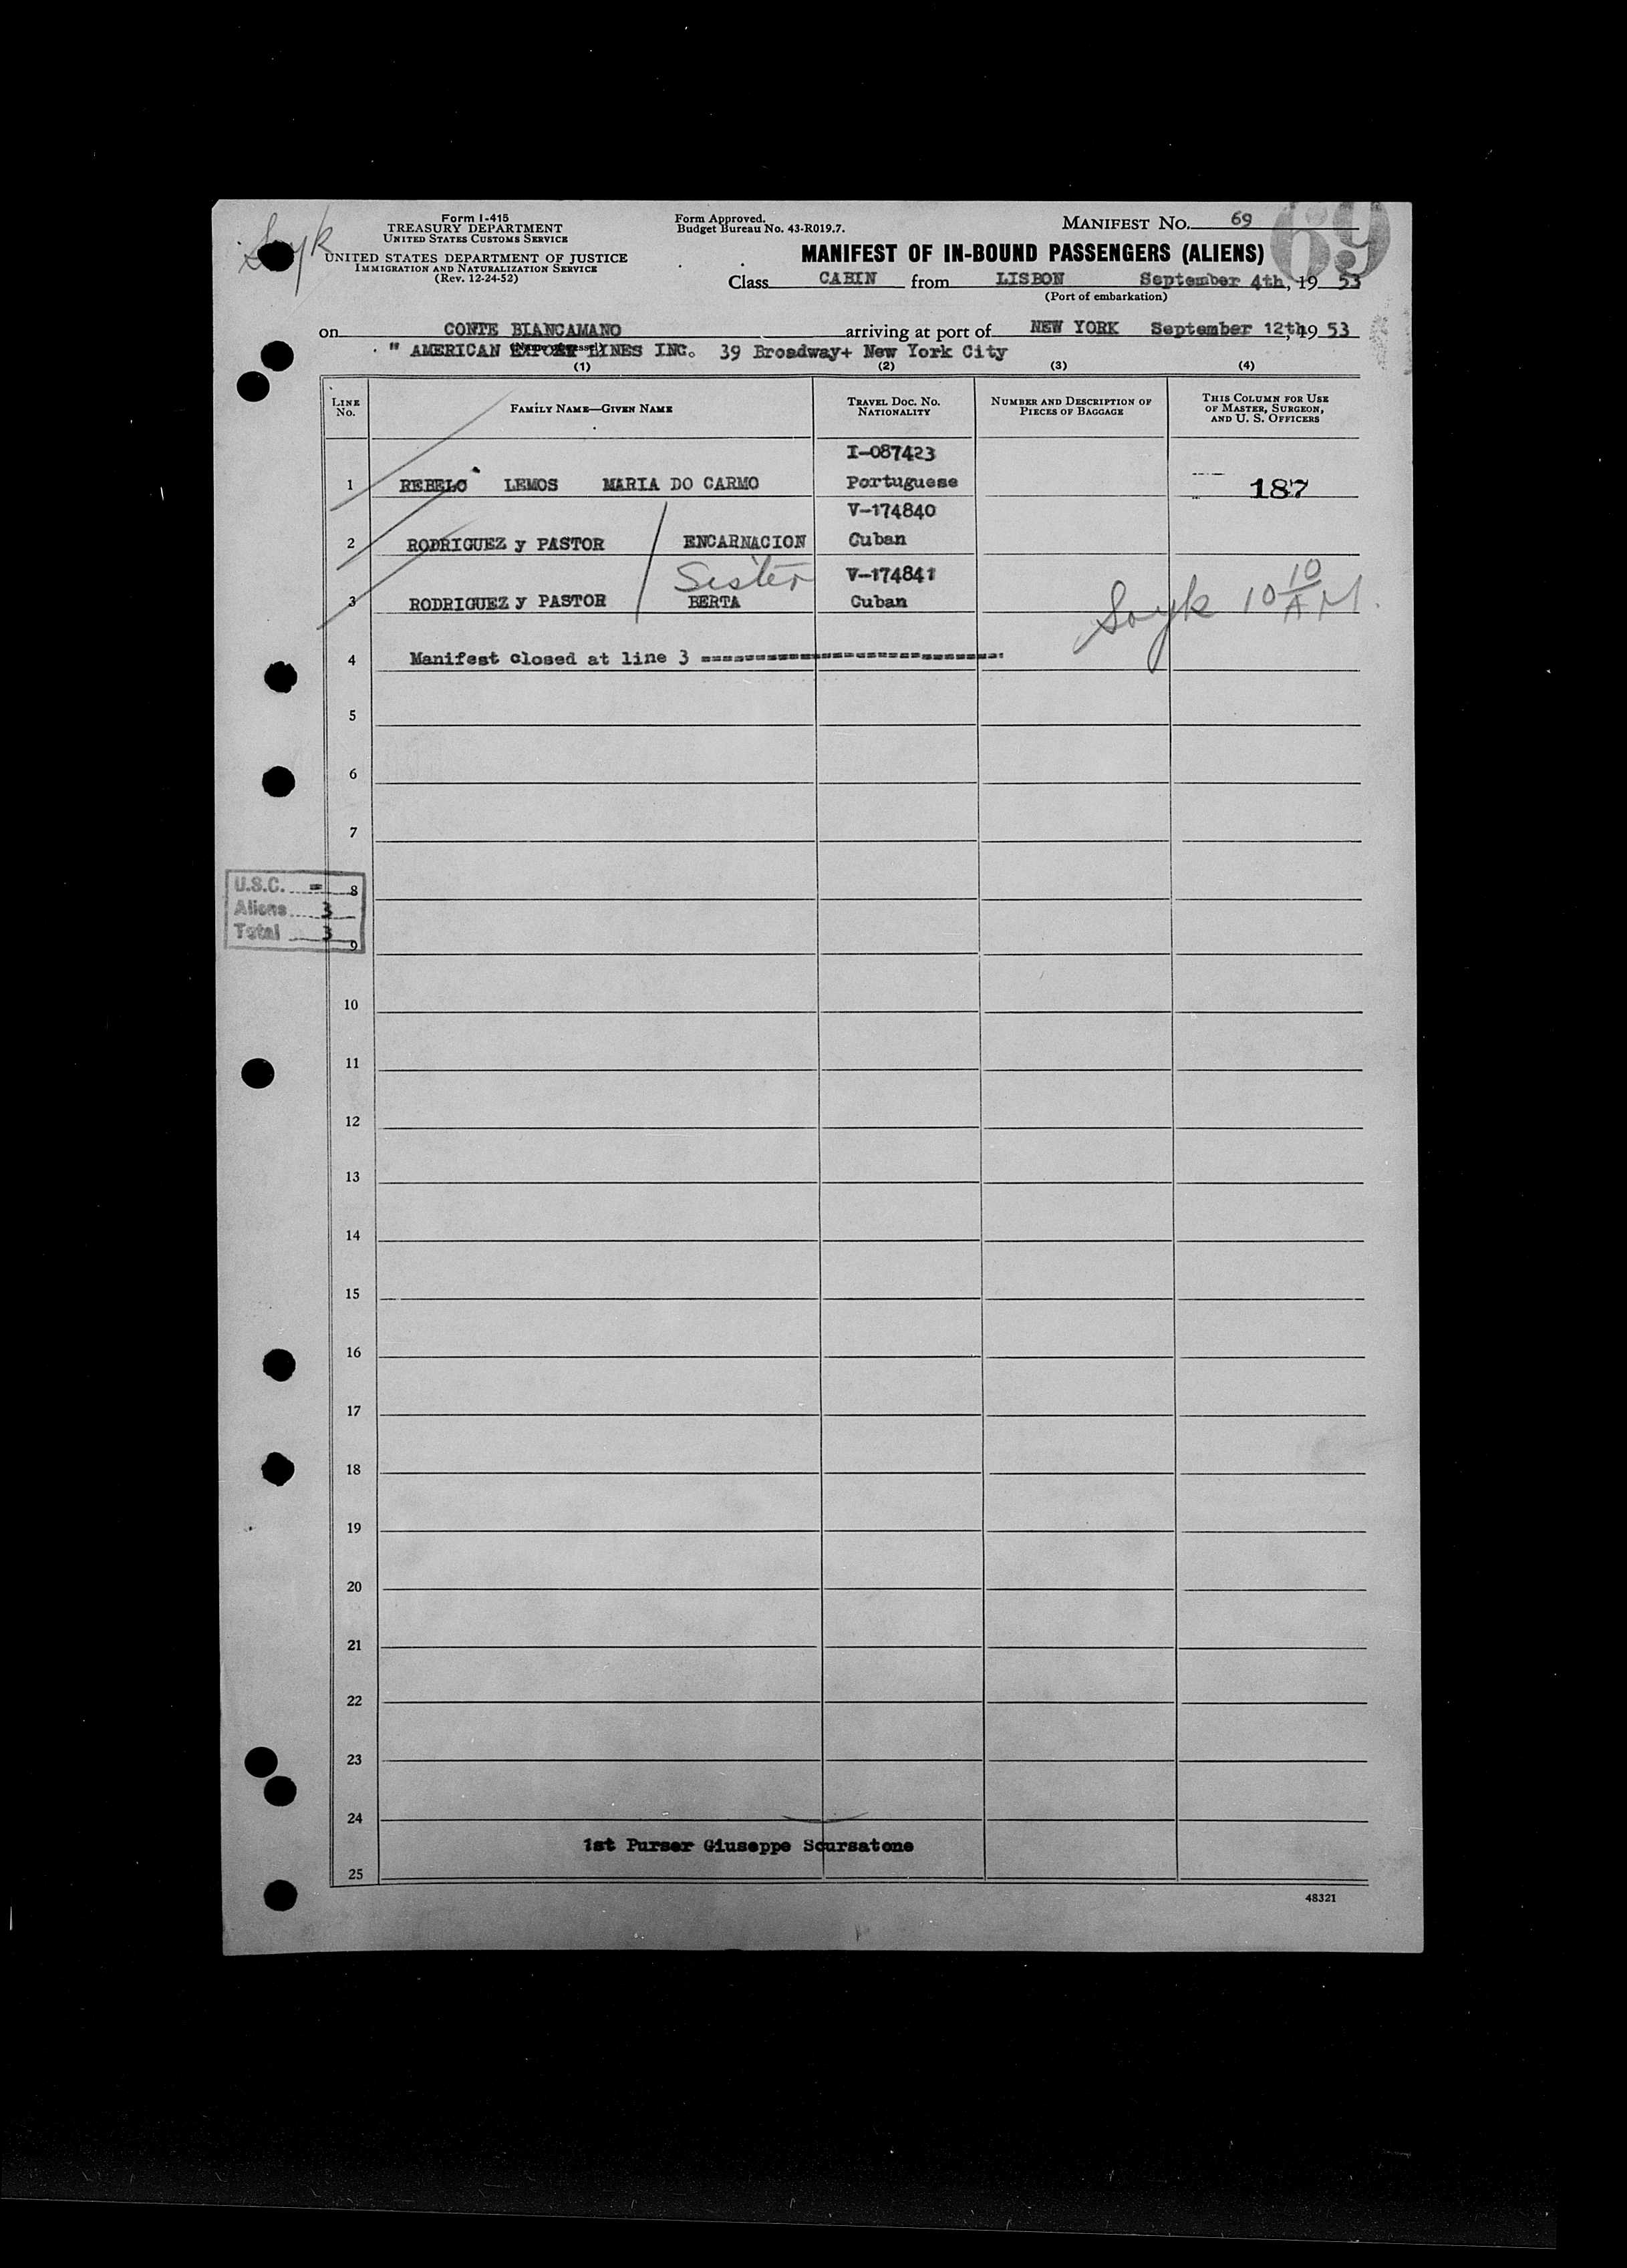 Soyk
Form I-415
TREASURY DEPARTMENT
UNITED STATES CUSTOMS SERVICE
UNITED STATES DEPARTMENT OF JUSTICE
IMMIGRATION AND NATURALIZATION SERVICE
(Rev. 12-24-52)
Form Approved.
Budget Bureau No. 43-R019.7.
MANIFEST No. 69
69
MANIFEST OF IN-BOUND PASSENGERS (ALIENS)
Class CABIN from LISBON September 4th, 19 53
(Port of embarkation)
on CONTE BIANCAMANO arriving at port of NEW YORK September 12th, 19 53
(Name of vessel)
" AMERICAN EXPORT LINES INC. 39 Broadway+ New York City
(1) (2) (3) (4)
LINE No. FAMILY NAME—GIVEN NAME TRAVEL DOC. NO. NATIONALITY NUMBER AND DESCRIPTION OF PIECES OF BAGGAGE THIS COLUMN FOR USE OF MASTER, SURGEON, AND U. S. OFFICERS
I-087423
1 REBELO LEMOS MARIA DO CARMO Portuguese 187
V-174840
2 RODRIGUEZ y PASTOR ENCARNACION Cuban
Sister V-174841
3 RODRIGUEZ y PASTOR BERTA Cuban Soyk 10 10/AM.
4 Manifest closed at line 3 ==============================
5
6
7
U.S.C. = 8
Aliens 3
Total 3
9
10
11
12
13
14
15
16
17
18
19
20
21
22
23
24
1st Purser Giuseppe Scursatone
25
48321